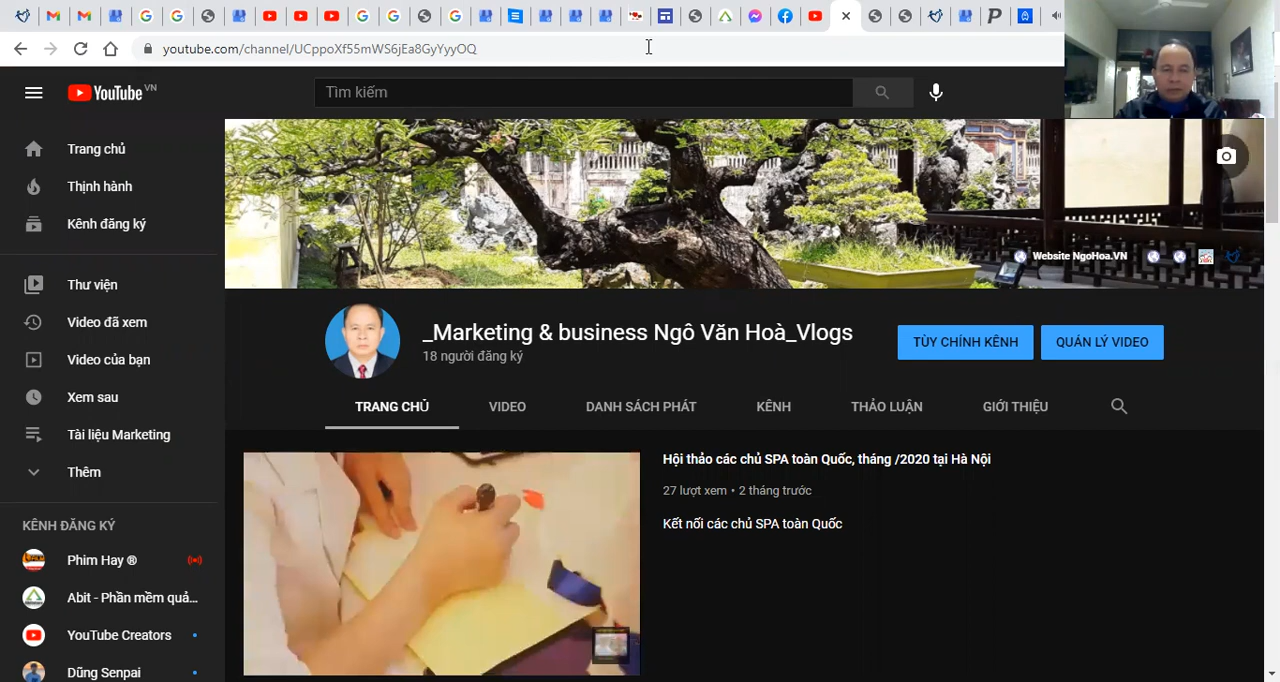 youtube.com/channel/UCppoXf55mWS6jEa8GyYyyOQ
YouTube VN
Tìm kiếm
Trang chủ
Thịnh hành
Kênh đăng ký
Thư viện
Video đã xem
Video của bạn
Xem sau
Tài liệu Marketing
Thêm
KÊNH ĐĂNG KÝ
Phim Hay ®
Abit - Phần mềm quả...
YouTube Creators
Dũng Senpai
Website NgoHoa.VN
_Marketing & business Ngô Văn Hoà_Vlogs
18 người đăng ký
TÙY CHỈNH KÊNH
QUẢN LÝ VIDEO
TRANG CHỦ
VIDEO
DANH SÁCH PHÁT
KÊNH
THẢO LUẬN
GIỚI THIỆU
Hội thảo các chủ SPA toàn Quốc, tháng /2020 tại Hà Nội
27 lượt xem • 2 tháng trước
Kết nối các chủ SPA toàn Quốc